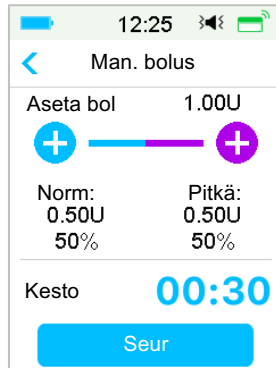 12:25
Man. bolus
Aseta bol 1.00U
Norm: Pitkä:
0.50U 0.50U
50% 50%
Kesto 00:30
Seur